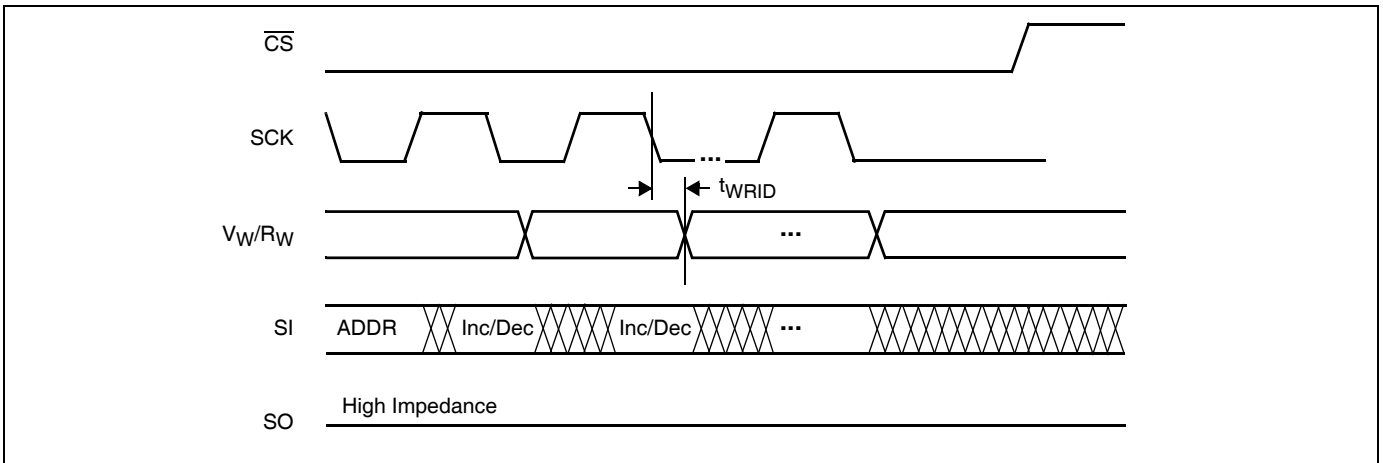 CS
SCK
...
tWRID
VW/RW
...
SI
ADDR
Inc/Dec
Inc/Dec
...
High Impedance
SO